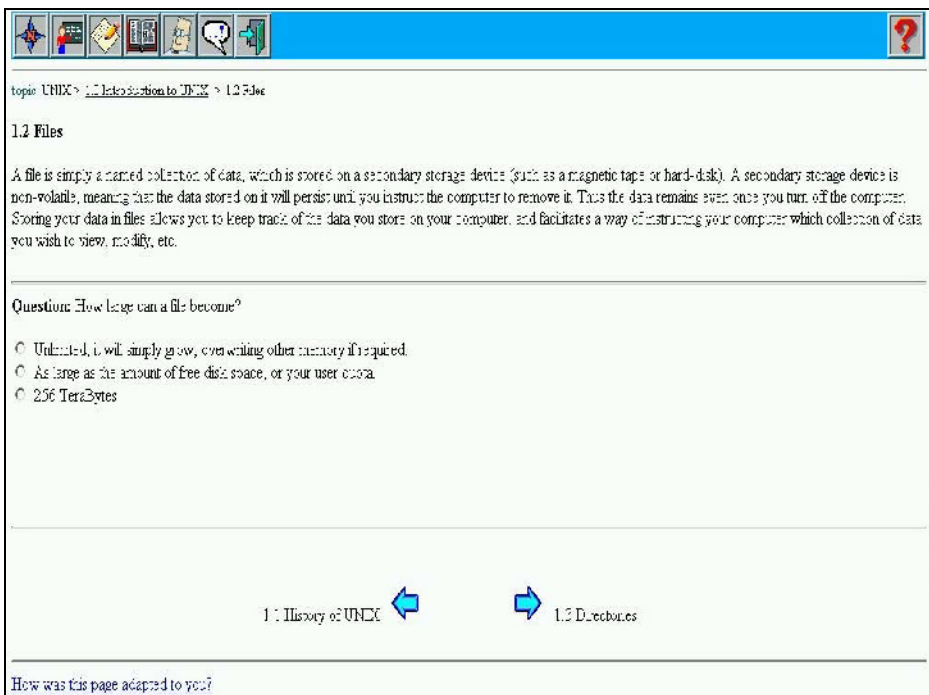 topic UNIX > 1.0 Introduction to UNIX > 1.2 Files
1.2 Files
A file is simply a named collection of data, which is stored on a secondary storage device (such as a magnetic tape or hard-disk). A secondary storage device is
non-volatile, meaning that the data stored on it will persist until you instruct the computer to remove it. Thus the data remains even once you turn off the computer.
Storing your data in files allows you to keep track of the data you store on your computer, and facilitates a way of instructing your computer which collection of data
you wish to view, modify, etc.
Question: How large can a file become?
Unlimited, it will simply grow, overwriting other memory if required.
As large as the amount of free disk space, or your user quota
256 TeraBytes
1.1 History of UNIX
1.3 Directories
How was this page adapted to you?